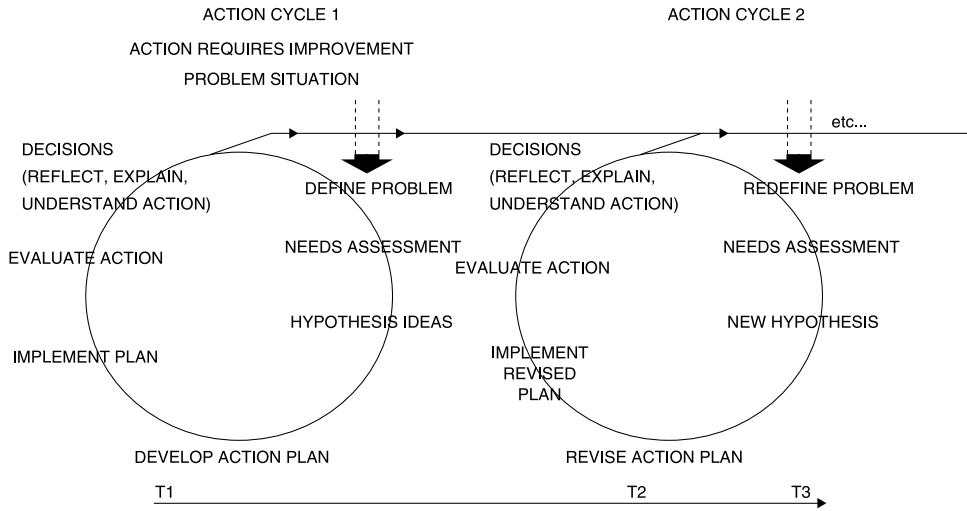 ACTION CYCLE 1
ACTION REQUIRES IMPROVEMENT
PROBLEM SITUATION
DECISIONS
(REFLECT, EXPLAIN,
UNDERSTAND ACTION)
DEFINE PROBLEM
NEEDS ASSESSMENT
EVALUATE ACTION
HYPOTHESIS IDEAS
IMPLEMENT PLAN
DEVELOP ACTION PLAN
ACTION CYCLE 2
etc...
DECISIONS
(REFLECT, EXPLAIN,
UNDERSTAND ACTION)
REDEFINE PROBLEM
NEEDS ASSESSMENT
EVALUATE ACTION
NEW HYPOTHESIS
IMPLEMENT
REVISED
PLAN
REVISE ACTION PLAN
T1 T2 T3